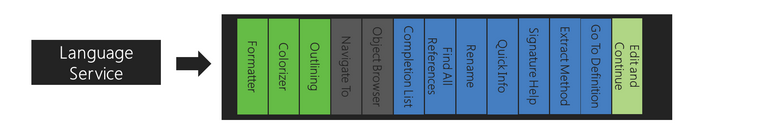 Language
Service
Formatter
Colorizer
Outlining
Navigate To
Object Browser
Completion List
Find All
References
Rename
Quick Info
Signature Help
Extract Method
Go To Definition
Edit and
Continue